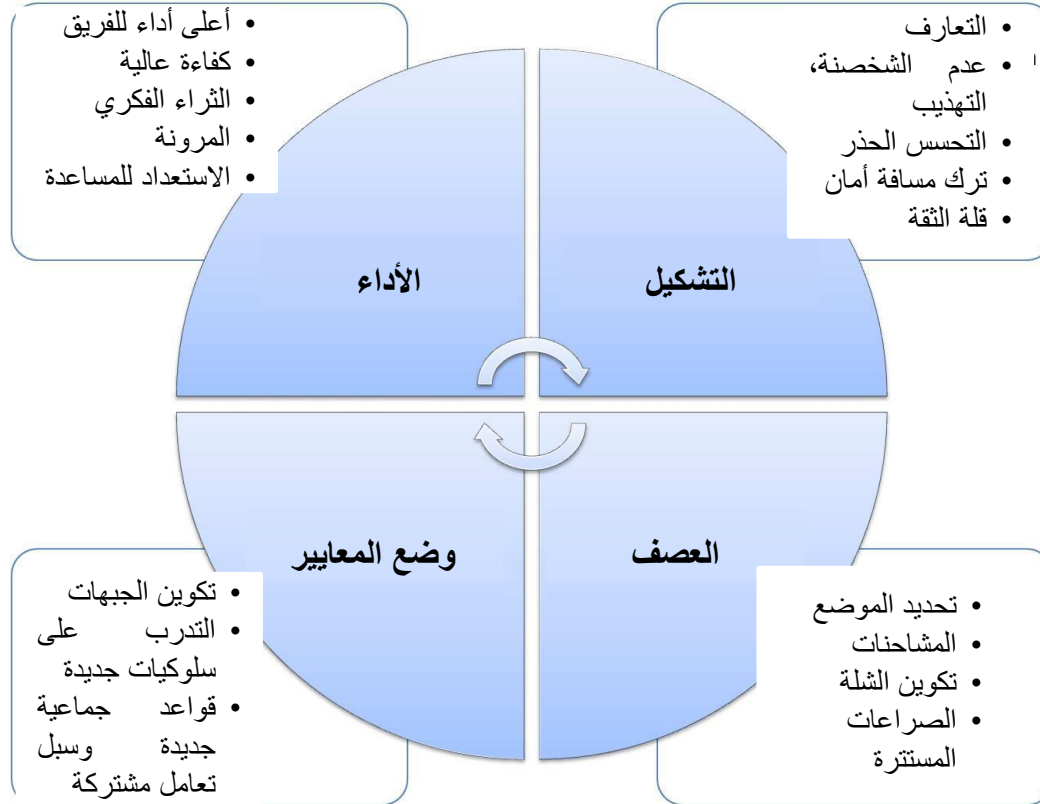 • التعارف
• عدم الشخصنة،
التهذيب
• التحسس الحذر
• ترك مسافة أمان
• قلة الثقة
• أعلى أداء للفريق
• كفاءة عالية
• الثراء الفكري
• المرونة
• الاستعداد للمساعدة
التشكيل
الأداء
العصف
وضع المعايير
• تحديد الموضع
• المشاحنات
• تكوين الشلة
• الصراعات
المستترة
• تكوين الجبهات
• التدرب على
سلوكيات جديدة
• قواعد جماعية
جديدة وسبل
تعامل مشتركة